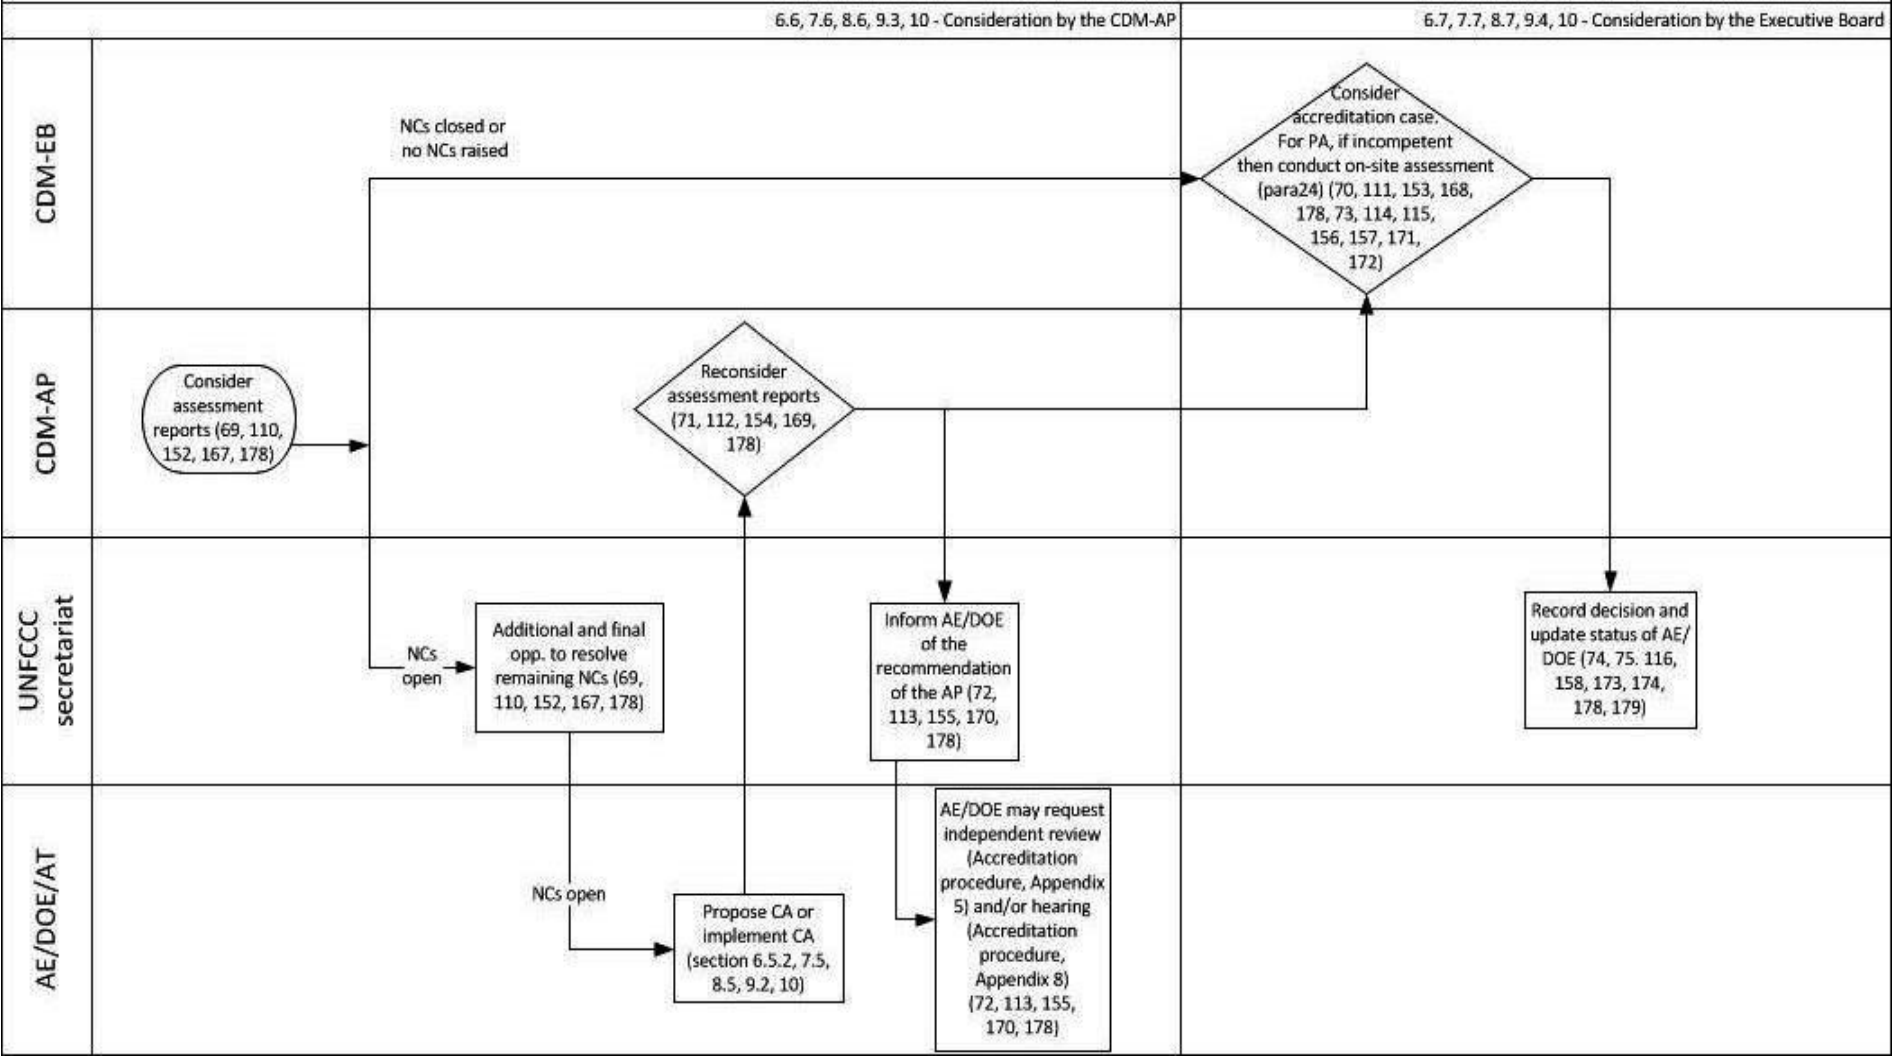 6.6, 7.6, 8.6, 9.3, 10 - Consideration by the CDM-AP
6.7, 7.7, 8.7, 9.4, 10 - Consideration by the Executive Board
CDM-EB
NCs closed or
no NCs raised
Consider
accreditation case.
For PA, if incompetent
then conduct on-site assessment
(para24) (70, 111, 153, 168,
178, 73, 114, 115,
156, 157, 171,
172)
CDM-AP
Consider
assessment
reports (69, 110,
152, 167, 178)
Reconsider
assessment reports
(71, 112, 154, 169,
178)
UNFCCC
secretariat
NCs
open
Additional and final
opp. to resolve
remaining NCs (69,
110, 152, 167, 178)
Inform AE/DOE
of the
recommendation
of the AP (72,
113, 155, 170,
178)
Record decision and
update status of AE/
DOE (74, 75. 116,
158, 173, 174,
178, 179)
AE/DOE/AT
NCs open
Propose CA or
implement CA
(section 6.5.2, 7.5,
8.5, 9.2, 10)
AE/DOE may request
independent review
(Accreditation
procedure, Appendix
5) and/or hearing
(Accreditation
procedure,
Appendix 8)
(72, 113, 155,
170, 178)